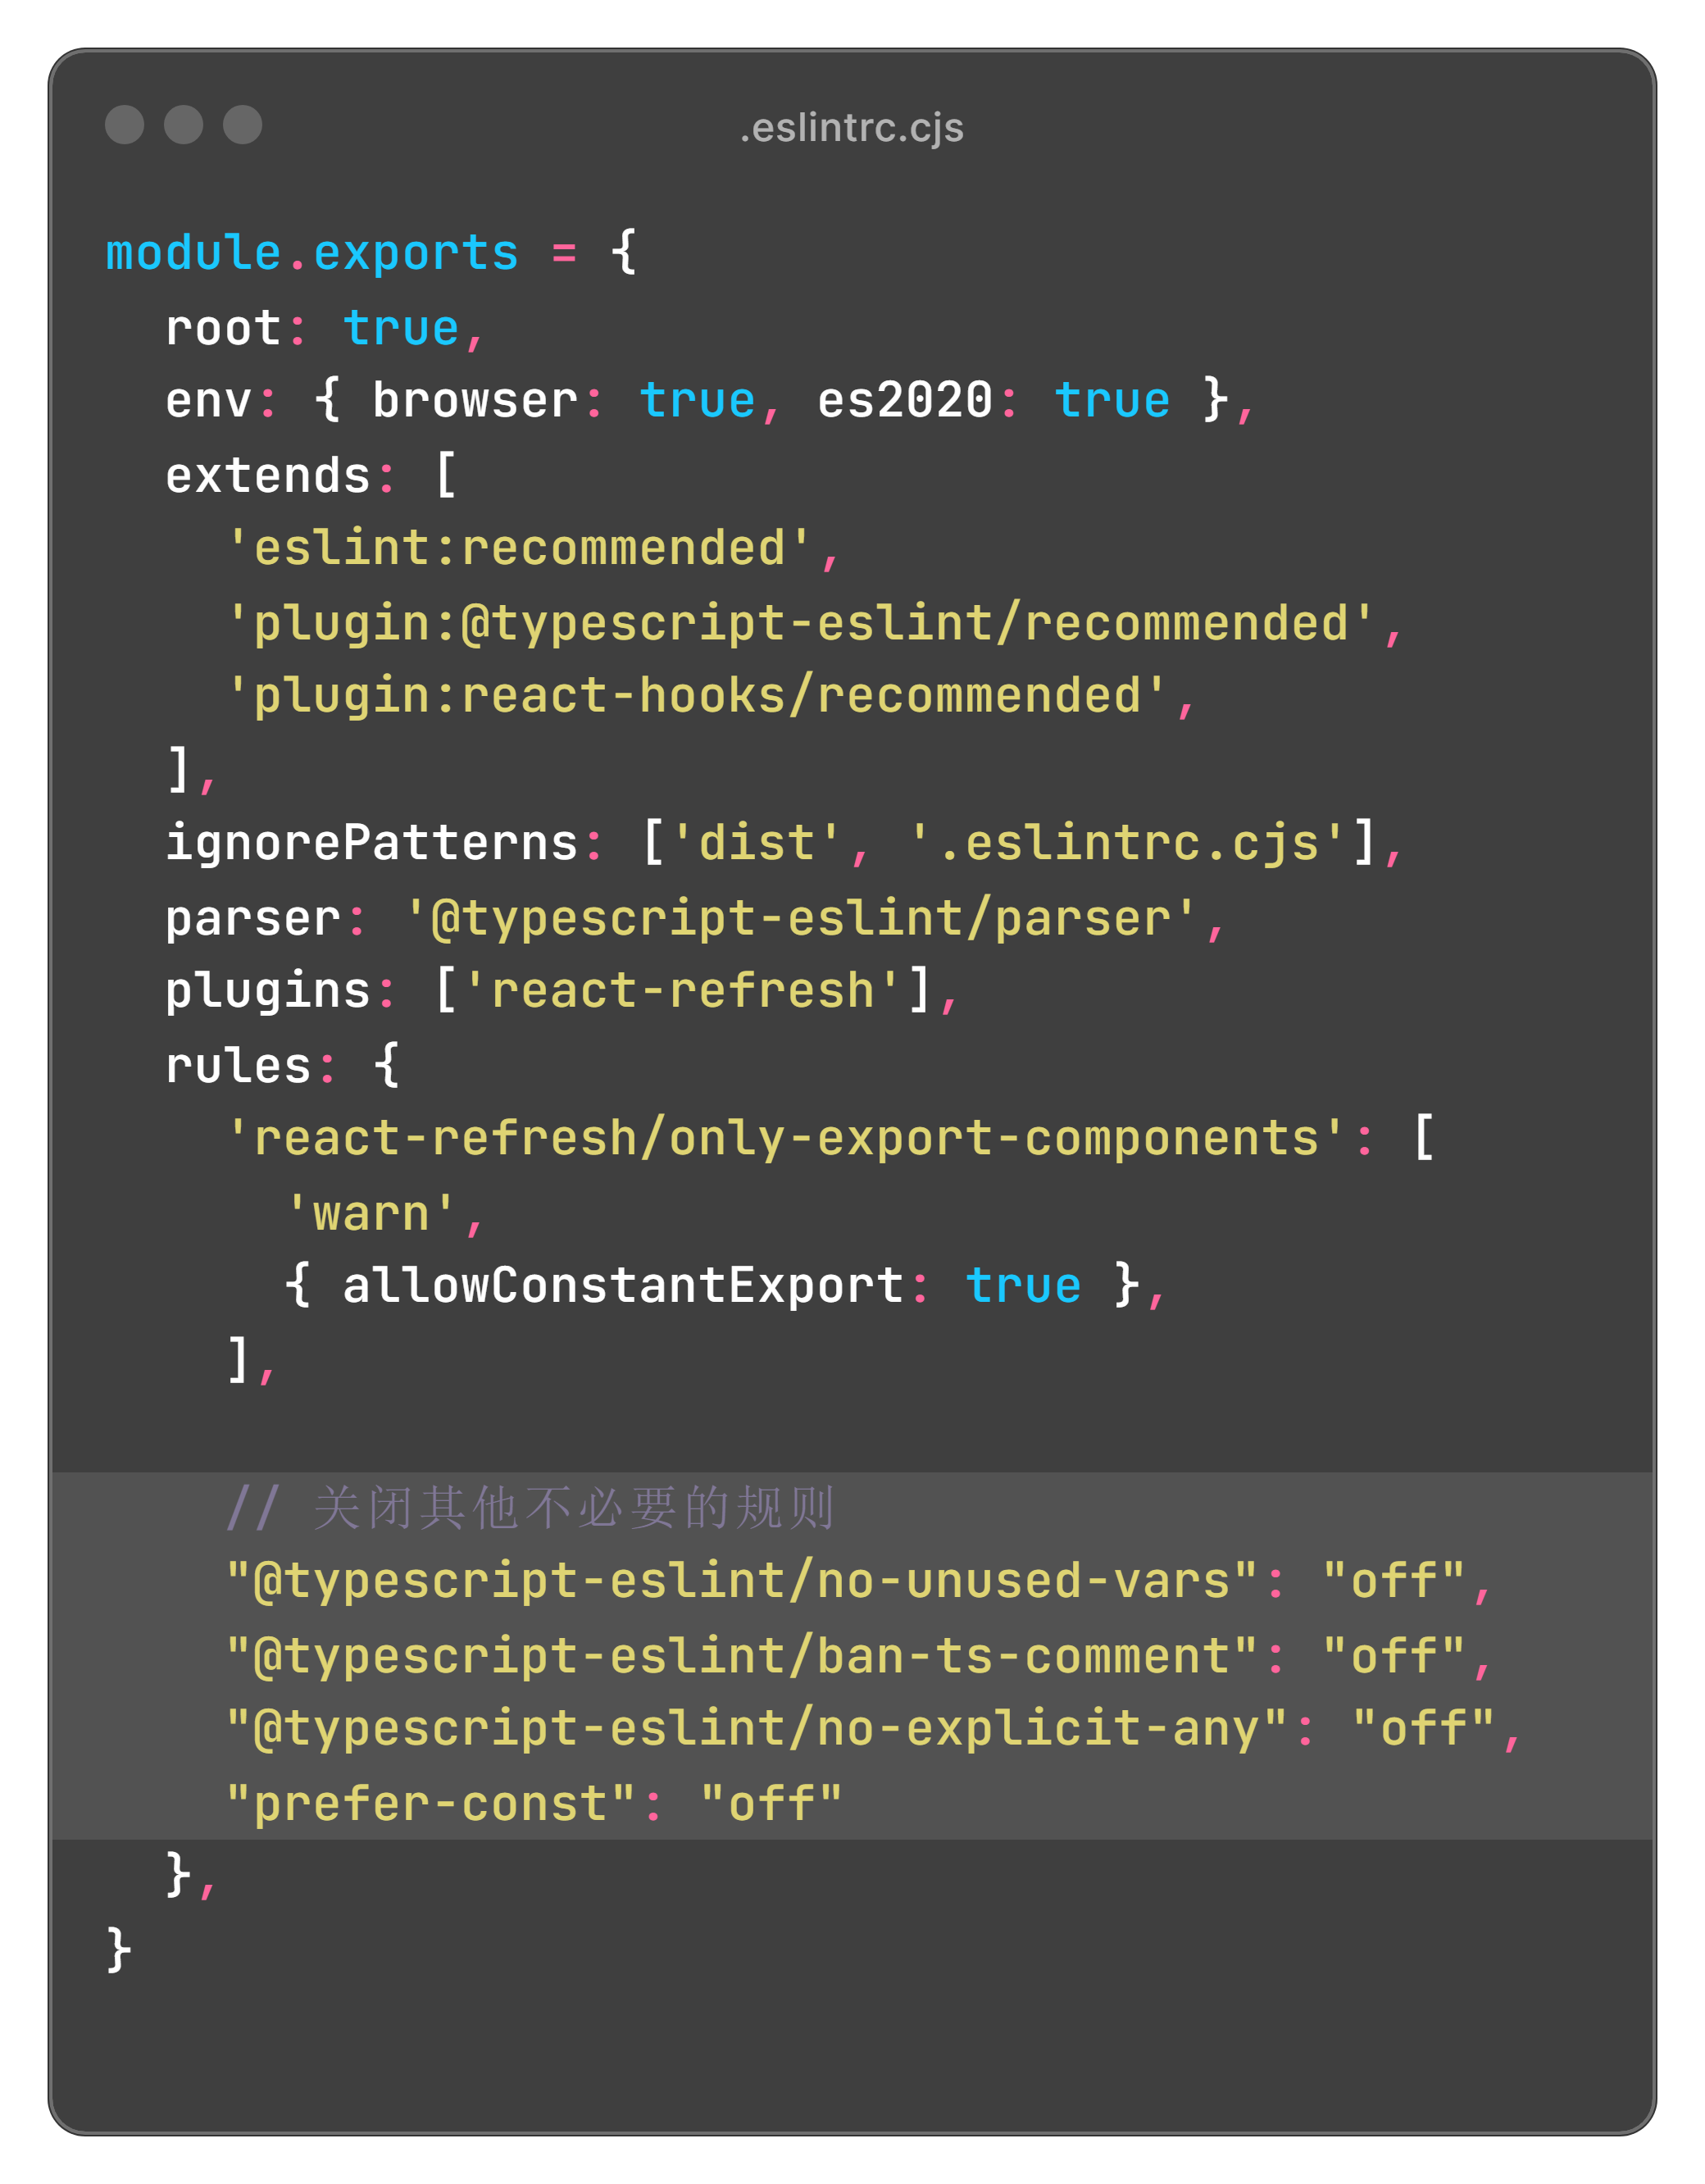 .eslintrc.cjs
module.exports = {
  root: true,
  env: { browser: true, es2020: true },
  extends: [
    'eslint:recommended',
    'plugin:@typescript-eslint/recommended',
    'plugin:react-hooks/recommended',
  ],
  ignorePatterns: ['dist', '.eslintrc.cjs'],
  parser: '@typescript-eslint/parser',
  plugins: ['react-refresh'],
  rules: {
    'react-refresh/only-export-components': [
      'warn',
      { allowConstantExport: true },
    ],

    // 关闭其他不必要的规则
    "@typescript-eslint/no-unused-vars": "off",
    "@typescript-eslint/ban-ts-comment": "off",
    "@typescript-eslint/no-explicit-any": "off",
    "prefer-const": "off"
  },
}